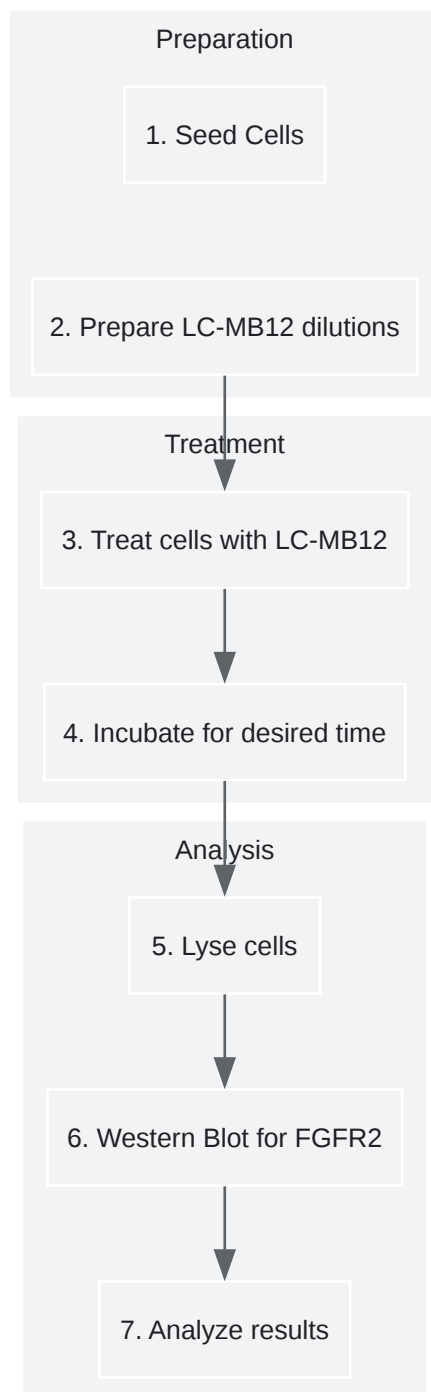 Preparation
1. Seed Cells
2. Prepare LC-MB12 dilutions
Treatment
3. Treat cells with LC-MB12
4. Incubate for desired time
Analysis
5. Lyse cells
6. Western Blot for FGFR2
7. Analyze results